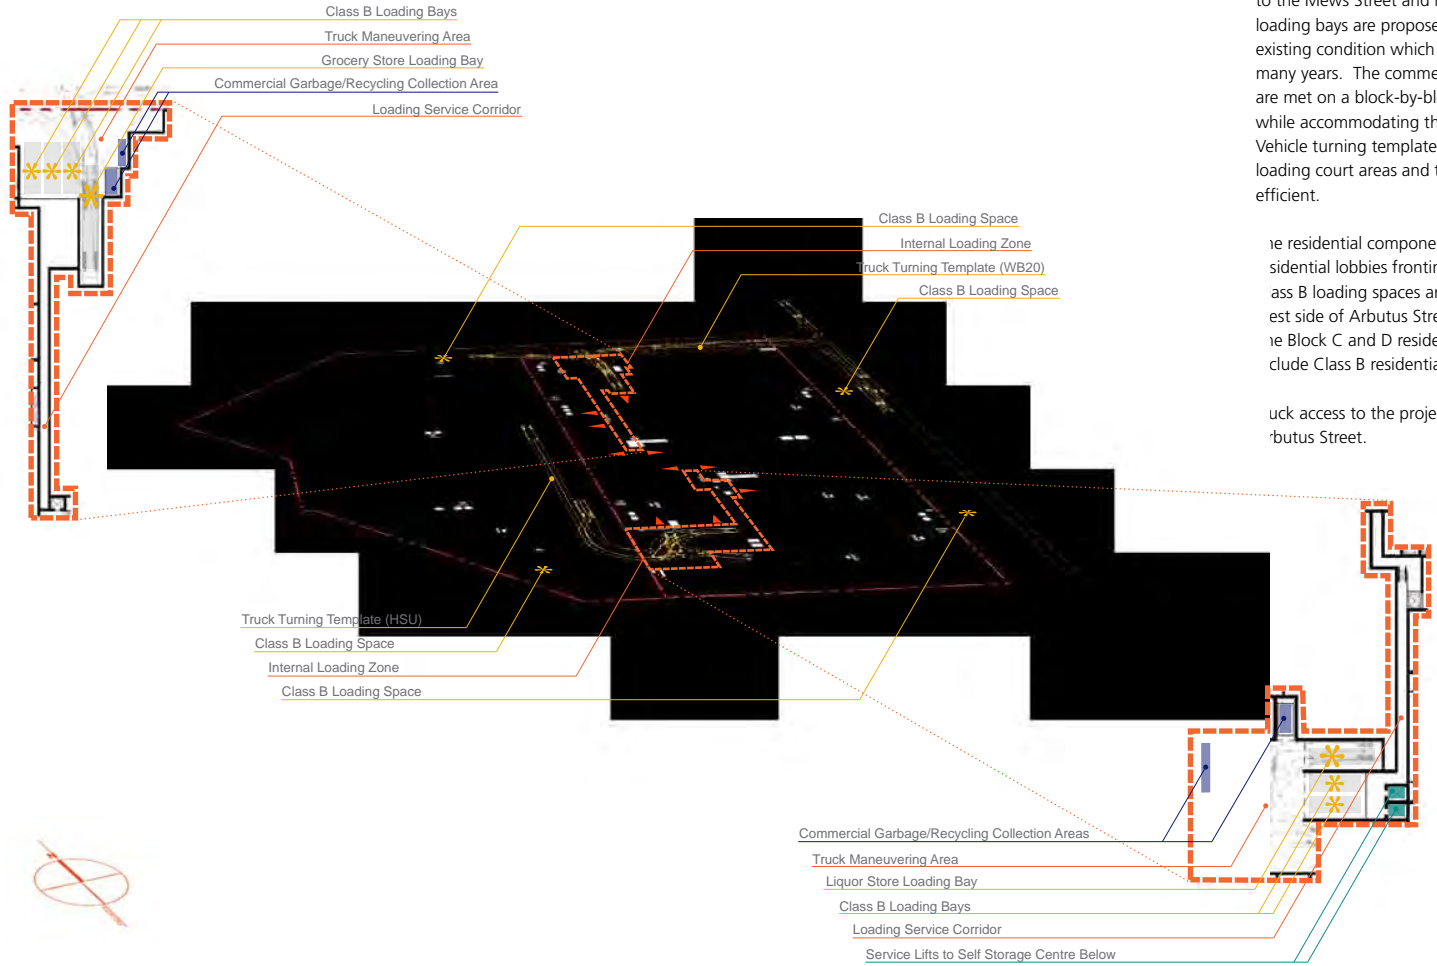 Class B Loading Bays
Truck Maneuvering Area
Grocery Store Loading Bay
Commercial Garbage/Recycling Collection Area
Loading Service Corridor
Class B Loading Space
Internal Loading Zone
Truck Turning Template (WB20)
Class B Loading Space
Truck Turning Template (HSU)
Class B Loading Space
Internal Loading Zone
Class B Loading Space
Commercial Garbage/Recycling Collection Areas
Truck Maneuvering Area
Liquor Store Loading Bay
Class B Loading Bays
Loading Service Corridor
Service Lifts to Self Storage Centre Below
to the Mews Street and
loading bays are propose
existing condition which
many years. The comme
are met on a block-by-bl
while accommodating th
Vehicle turning template
loading court areas and t
efficient.
ne residential compone
sidential lobbies frontin
ass B loading spaces ar
est side of Arbutus Stre
ne Block C and D reside
clude Class B residentia
uck access to the proje
rbutus Street.